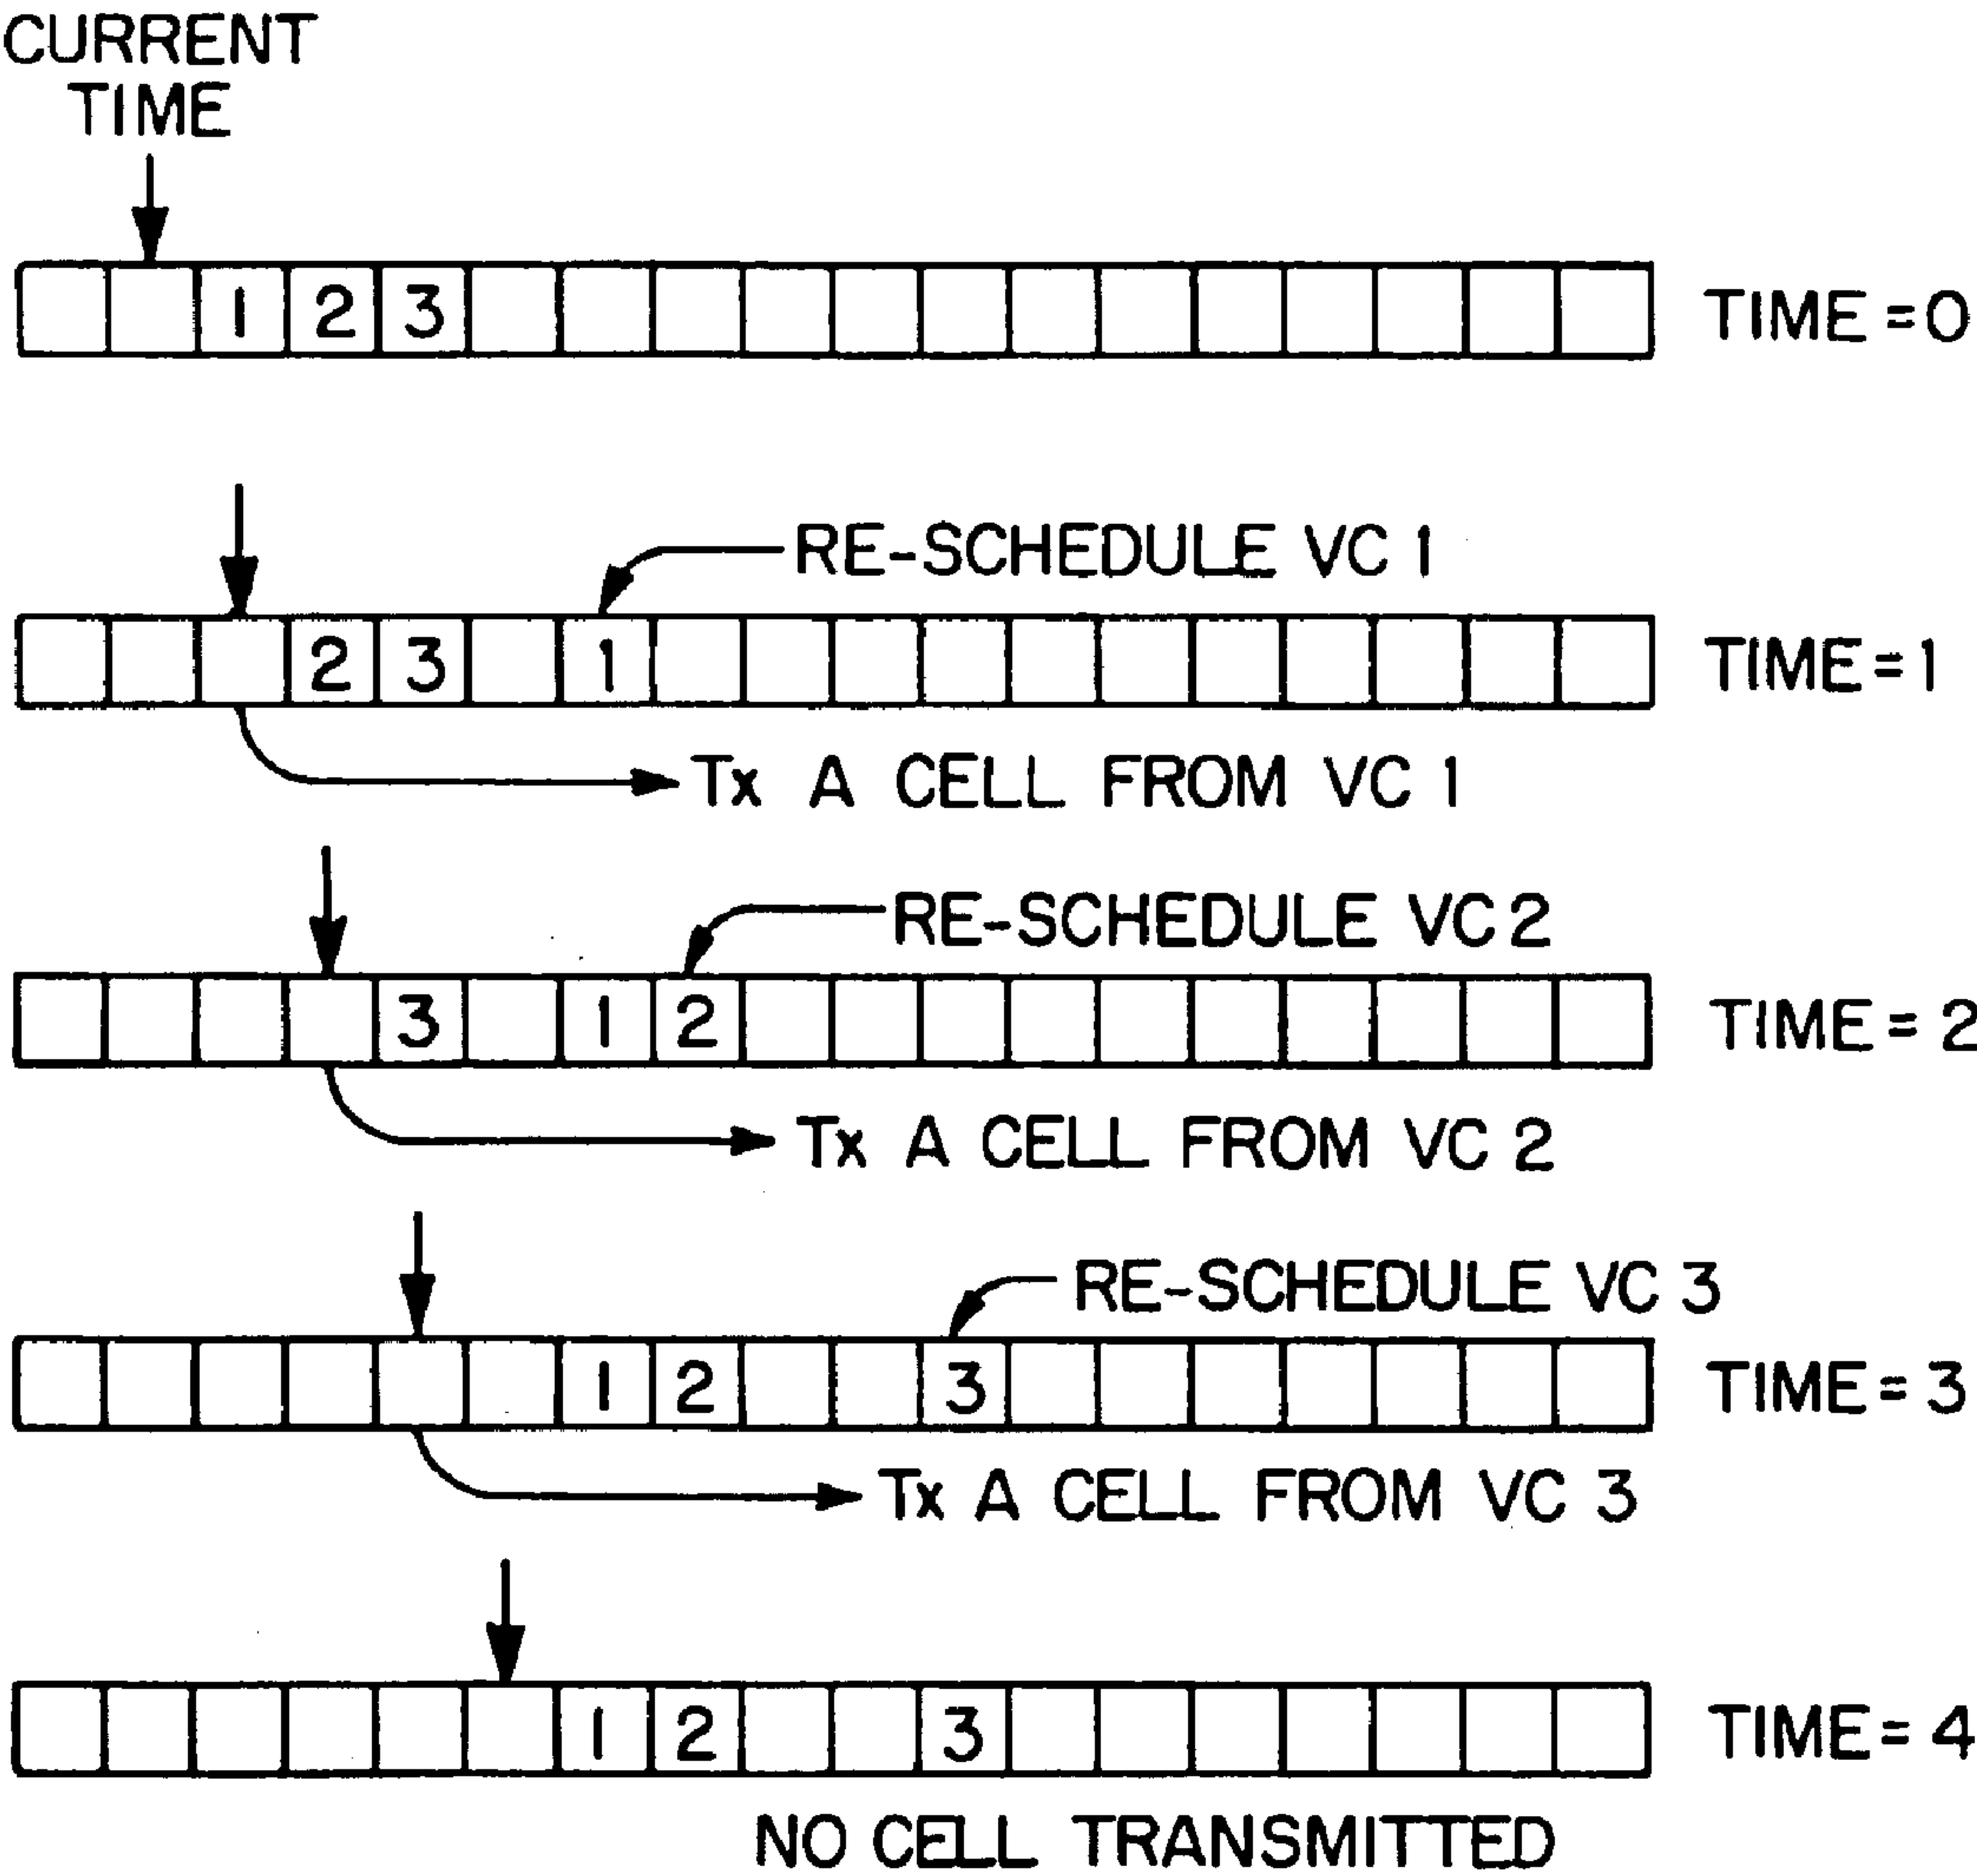 CURRENT
TIME
1 2 3 TIME = 0
RE-SCHEDULE VC 1
2 3 1 TIME = 1
Tx A CELL FROM VC 1
RE-SCHEDULE VC 2
3 1 2 TIME = 2
Tx A CELL FROM VC 2
RE-SCHEDULE VC 3
1 2 3 TIME = 3
Tx A CELL FROM VC 3
1 2 3 TIME = 4
NO CELL TRANSMITTED